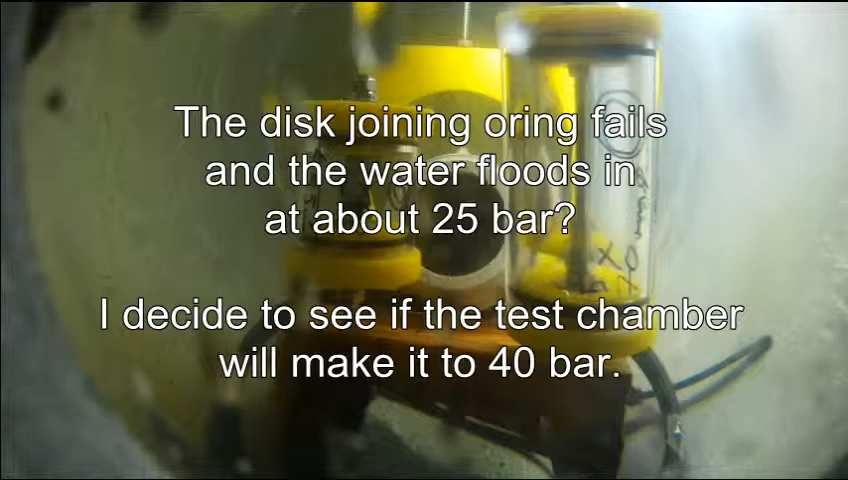 The disk joining oring fails
and the water floods in
at about 25 bar?
I decide to see if the test chamber
will make it to 40 bar.